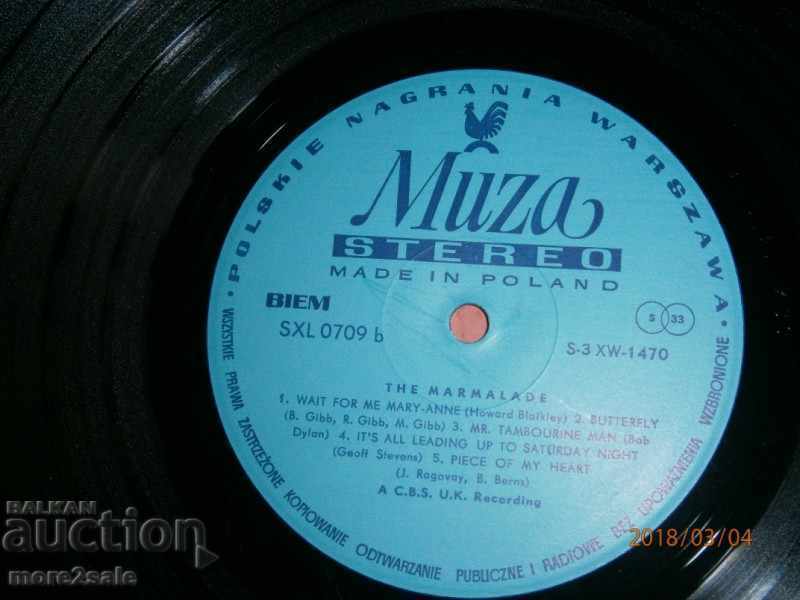 • POLSKIE NAGRANIA WARSZAWA •
Muza
STEREO
MADE IN POLAND
BIEM
SXL 0709 b
S 33
S-3 XW-1470
THE MARMALADE
1. WAIT FOR ME MARY-ANNE (Howard Blaikley) 2. BUTTERFLY
(B. Gibb, R. Gibb, M. Gibb) 3. MR. TAMBOURINE MAN (Bob
Dylan) 4. IT'S ALL LEADING UP TO SATURDAY NIGHT
(Geoff Stevens) 5. PIECE OF MY HEART
(J. Ragovay, B. Berns)
A C.B.S. U.K. Recording
WSZYSTKIE PRAWA ZASTRZEŻONE KOPIOWANIE ODTWARZANIE PUBLICZNE I RADIOWE BEZ UPOWAŻNIENIA WZBRONIONE
2018/03/04
BALKAN
auction
more2sale